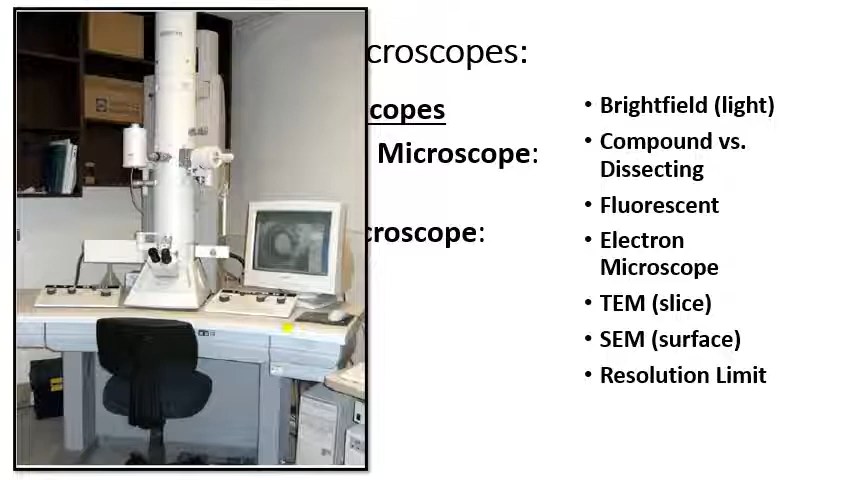 croscopes:
copes
Microscope:
croscope:
• Brightfield (light)
• Compound vs.
Dissecting
• Fluorescent
• Electron
Microscope
• TEM (slice)
• SEM (surface)
• Resolution Limit